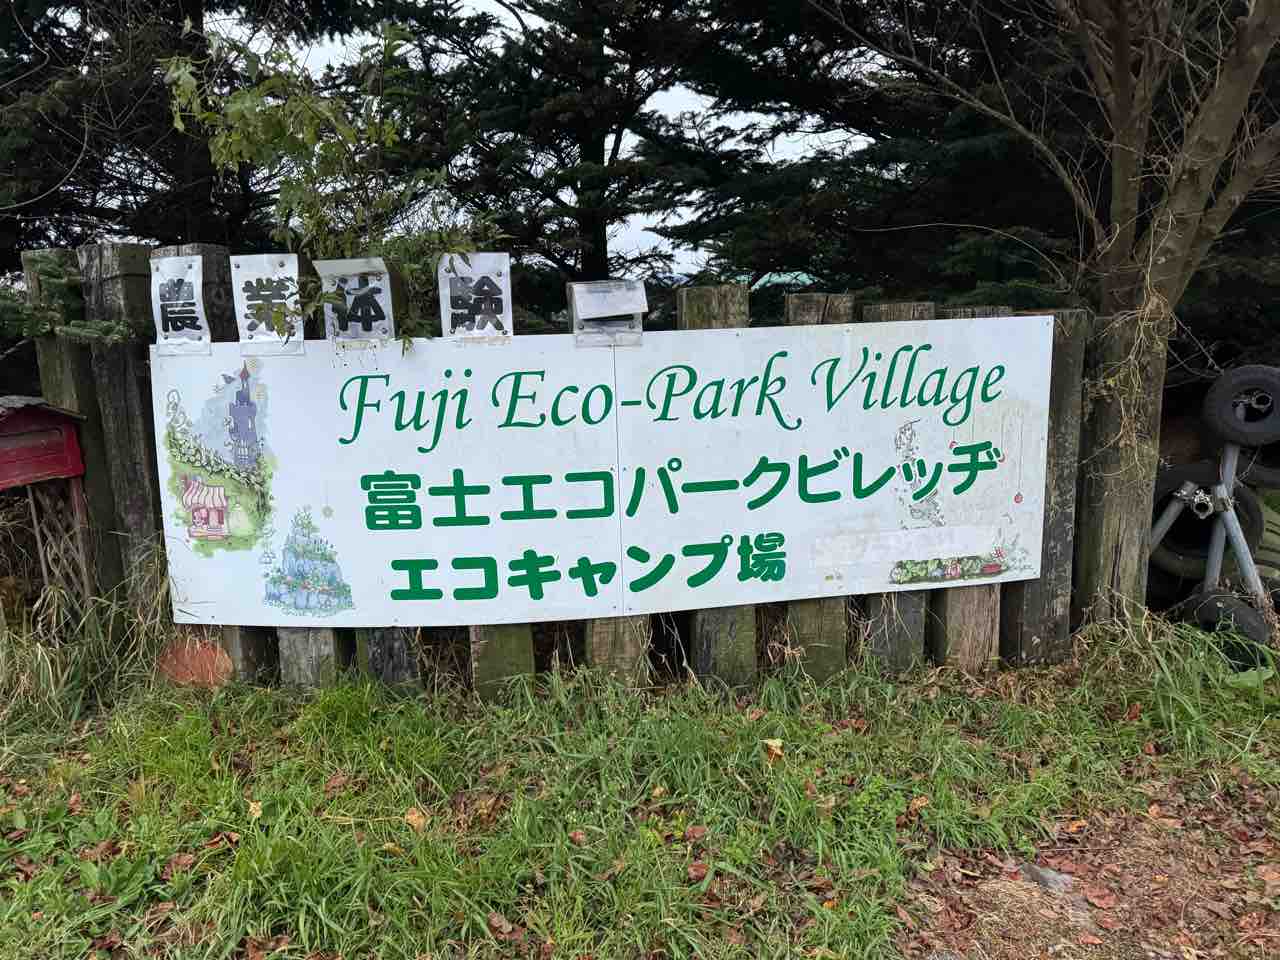 農業体験
Fuji Eco-Park Village
富士エコパークビレッヂ
エコキャンプ場